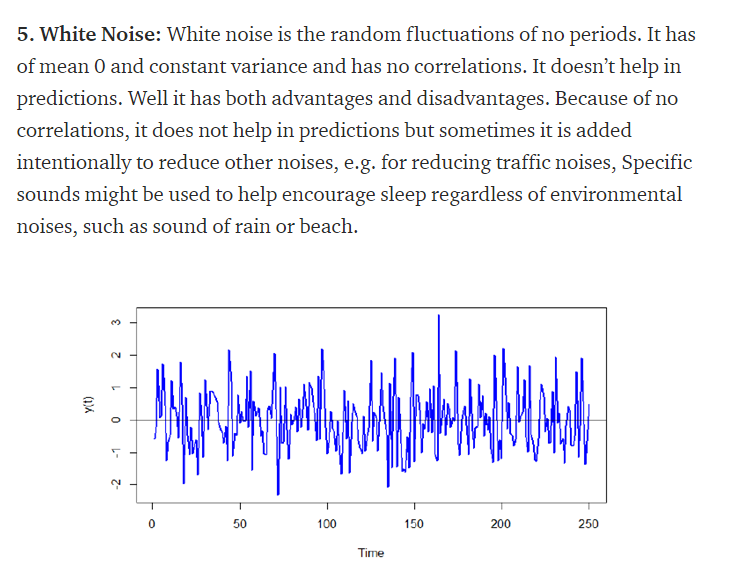 5. White Noise: White noise is the random fluctuations of no periods. It has
of mean 0 and constant variance and has no correlations. It doesn’t help in
predictions. Well it has both advantages and disadvantages. Because of no
correlations, it does not help in predictions but sometimes it is added
intentionally to reduce other noises, e.g. for reducing traffic noises, Specific
sounds might be used to help encourage sleep regardless of environmental
noises, such as sound of rain or beach.
3
2
1
0
-1
-2
y(t)
0 50 100 150 200 250
Time